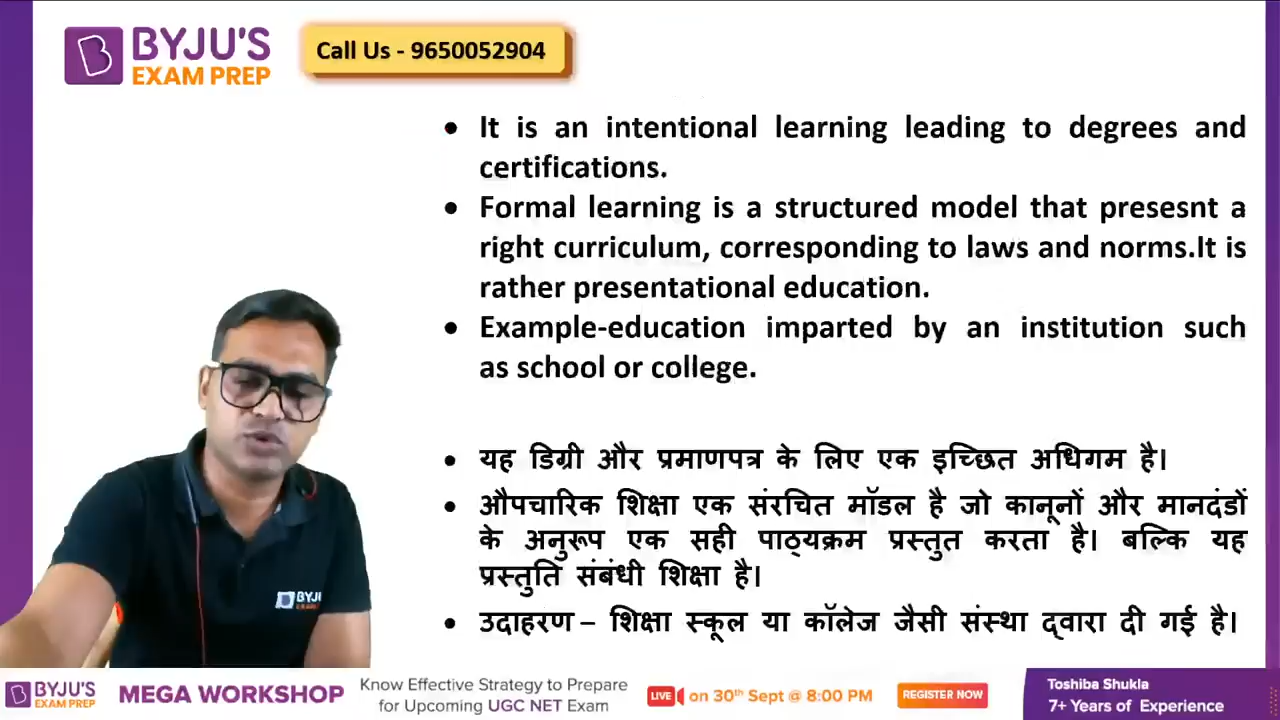 BYJU'S
EXAM PREP
Call Us - 9650052904
• It is an intentional learning leading to degrees and
certifications.
• Formal learning is a structured model that presesnt a
right curriculum, corresponding to laws and norms.It is
rather presentational education.
• Example-education imparted by an institution such
as school or college.
• यह डिग्री और प्रमाणपत्र के लिए एक इच्छित अधिगम है।
• औपचारिक शिक्षा एक संरचित मॉडल है जो कानूनों और मानदंडों
के अनुरूप एक सही पाठ्यक्रम प्रस्तुत करता है। बल्कि यह
प्रस्तुति संबंधी शिक्षा है।
• उदाहरण – शिक्षा स्कूल या कॉलेज जैसी संस्था द्वारा दी गई है।
BYJU'S
EXAM PREP
MEGA WORKSHOP
Know Effective Strategy to Prepare
for Upcoming UGC NET Exam
LIVE on 30th Sept @ 8:00 PM
REGISTER NOW
Toshiba Shukla
7+ Years of Experience